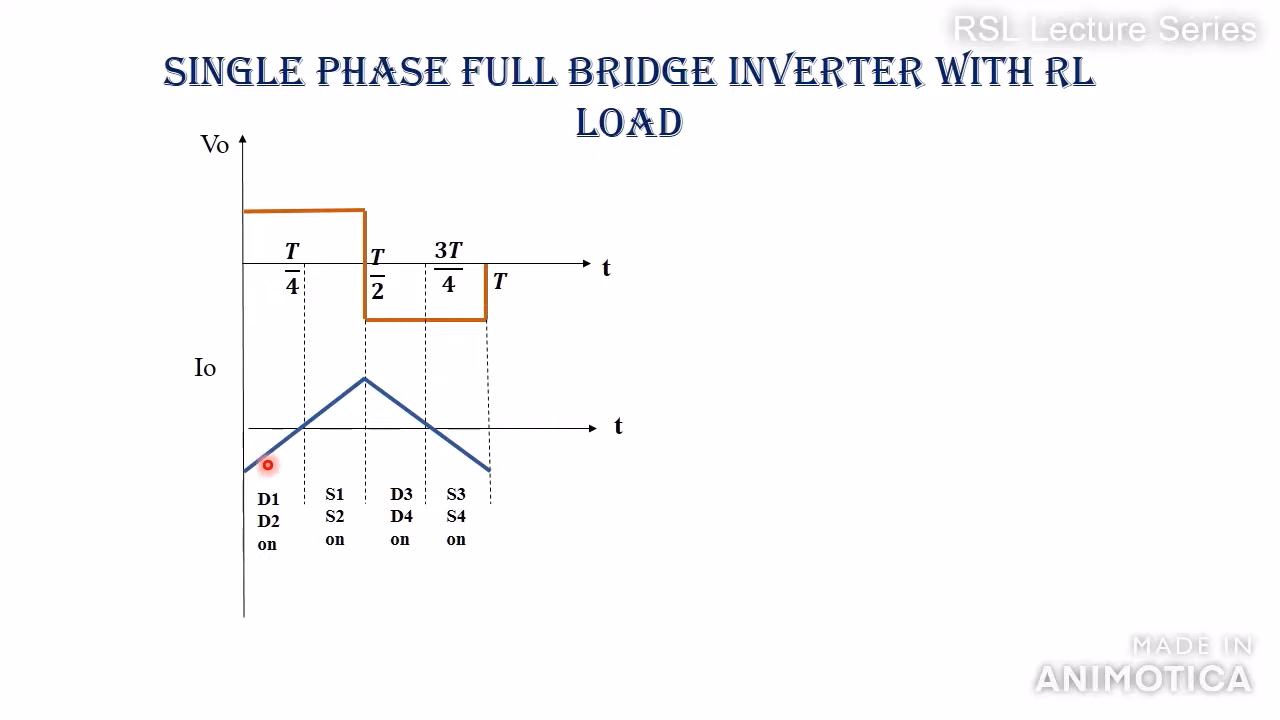 RSL Lecture Series
SINGLE PHASE FULL BRIDGE INVERTER WITH RL
LOAD
Vo
T
4
T
2
3T
4
T
t
Io
t
D1
D2
on
S1
S2
on
D3
D4
on
S3
S4
on
MADE IN
ANIMOTICA